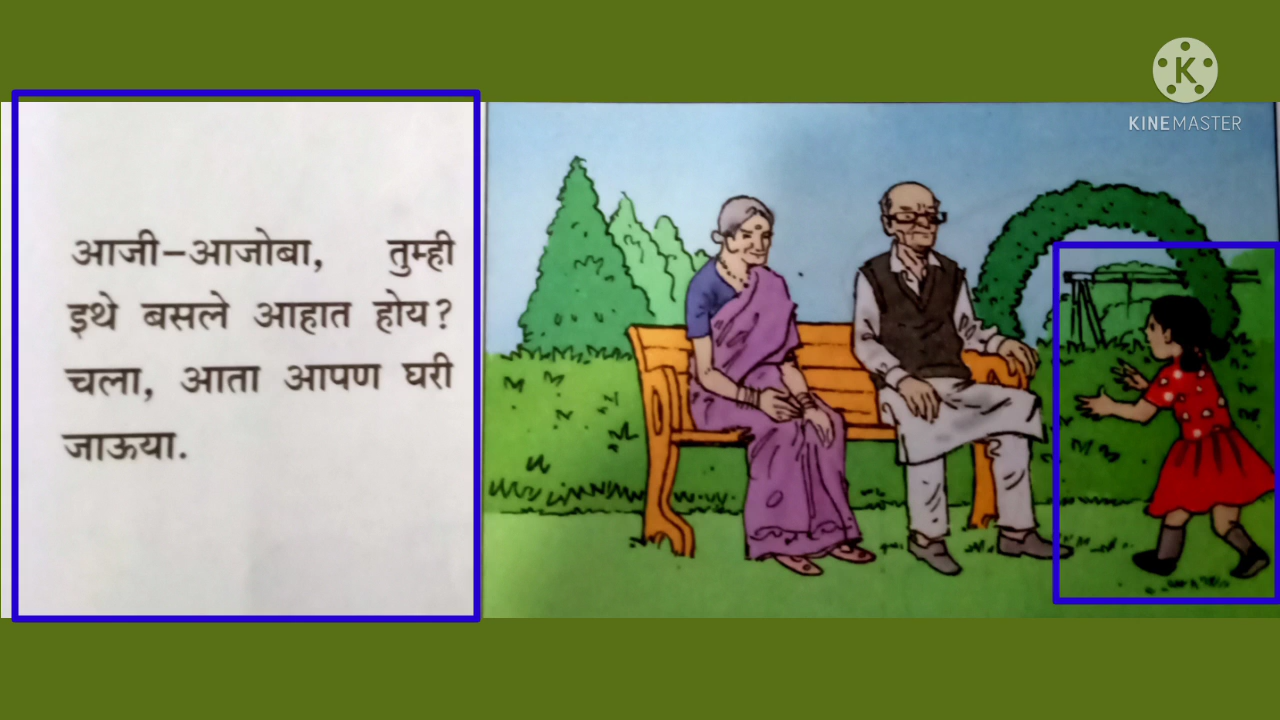 आजी-आजोबा, तुम्ही
इथे बसले आहात होय?
चला, आता आपण घरी
जाऊया.
KINEMASTER